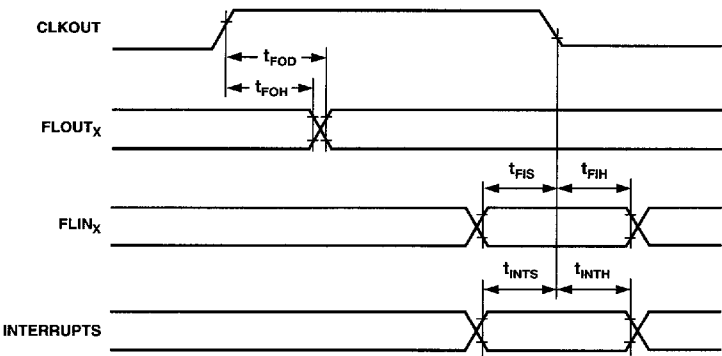 CLKOUT
tFOD
tFOH
FLOUTX
tFIS
tFIH
FLINX
tINTS
tINTH
INTERRUPTS